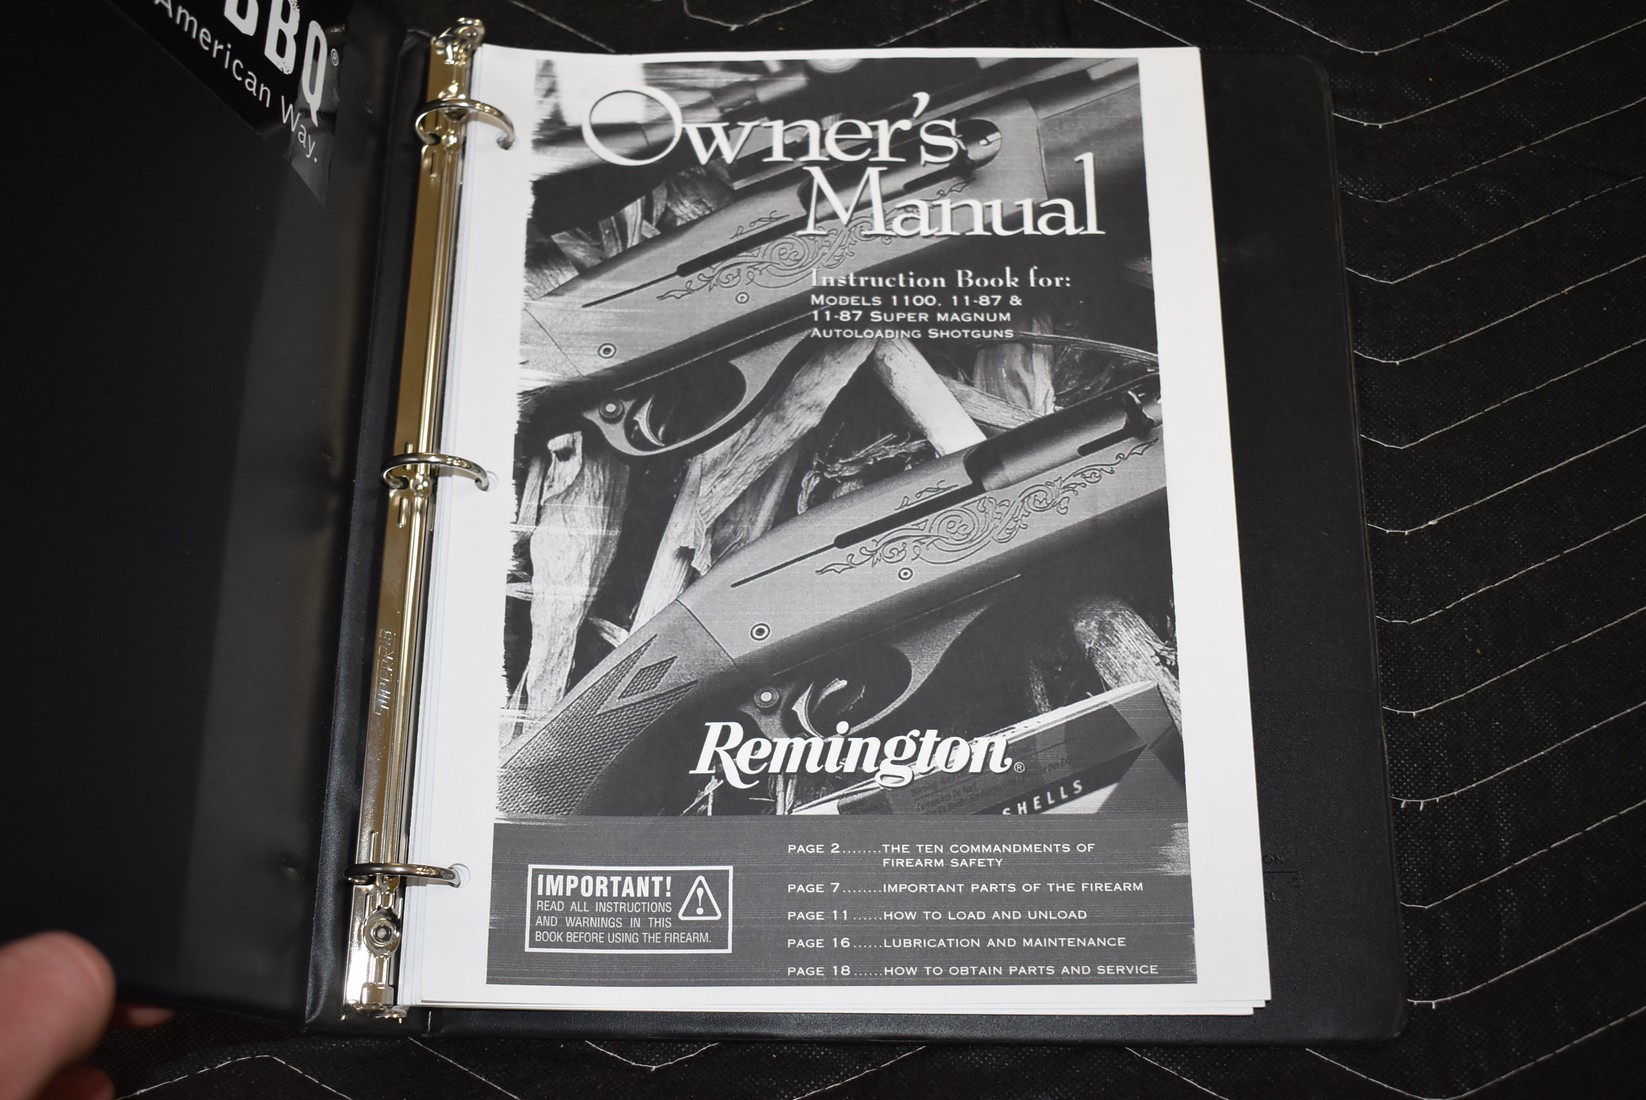 BBQ®
American Way.
Owner's
Manual
Instruction Book for:
MODELS 1100, 11-87 &
11-87 SUPER MAGNUM
AUTOLOADING SHOTGUNS
Remington®
SHELLS
IMPORTANT!
READ ALL INSTRUCTIONS
AND WARNINGS IN THIS
BOOK BEFORE USING THE FIREARM.
PAGE 2........THE TEN COMMANDMENTS OF
FIREARM SAFETY
PAGE 7........IMPORTANT PARTS OF THE FIREARM
PAGE 11......HOW TO LOAD AND UNLOAD
PAGE 16......LUBRICATION AND MAINTENANCE
PAGE 18......HOW TO OBTAIN PARTS AND SERVICE